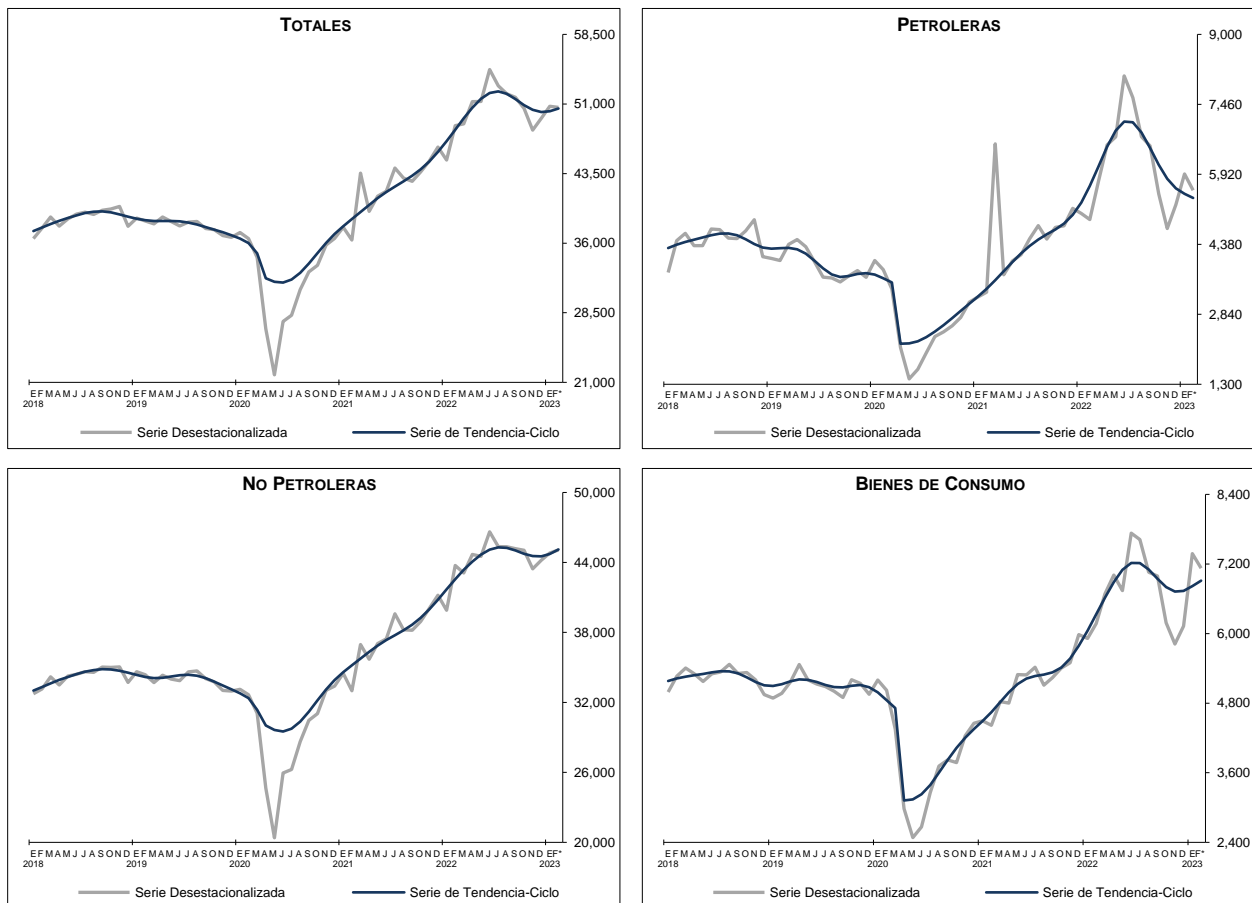 TOTALES
58,500
51,000
43,500
36,000
28,500
21,000
E F M A M J J A S O N D E F M A M J J A S O N D E F M A M J J A S O N D E F M A M J J A S O N D E F M A M J J A S O N D E F*
2018 2019 2020 2021 2022 2023
Serie Desestacionalizada Serie de Tendencia-Ciclo
PETROLERAS
9,000
7,460
5,920
4,380
2,840
1,300
E F M A M J J A S O N D E F M A M J J A S O N D E F M A M J J A S O N D E F M A M J J A S O N D E F M A M J J A S O N D E F*
2018 2019 2020 2021 2022 2023
Serie Desestacionalizada Serie de Tendencia-Ciclo
NO PETROLERAS
50,000
44,000
38,000
32,000
26,000
20,000
E F M A M J J A S O N D E F M A M J J A S O N D E F M A M J J A S O N D E F M A M J J A S O N D E F M A M J J A S O N D E F*
2018 2019 2020 2021 2022 2023
Serie Desestacionalizada Serie de Tendencia-Ciclo
BIENES DE CONSUMO
8,400
7,200
6,000
4,800
3,600
2,400
E F M A M J J A S O N D E F M A M J J A S O N D E F M A M J J A S O N D E F M A M J J A S O N D E F M A M J J A S O N D E F*
2018 2019 2020 2021 2022 2023
Serie Desestacionalizada Serie de Tendencia-Ciclo